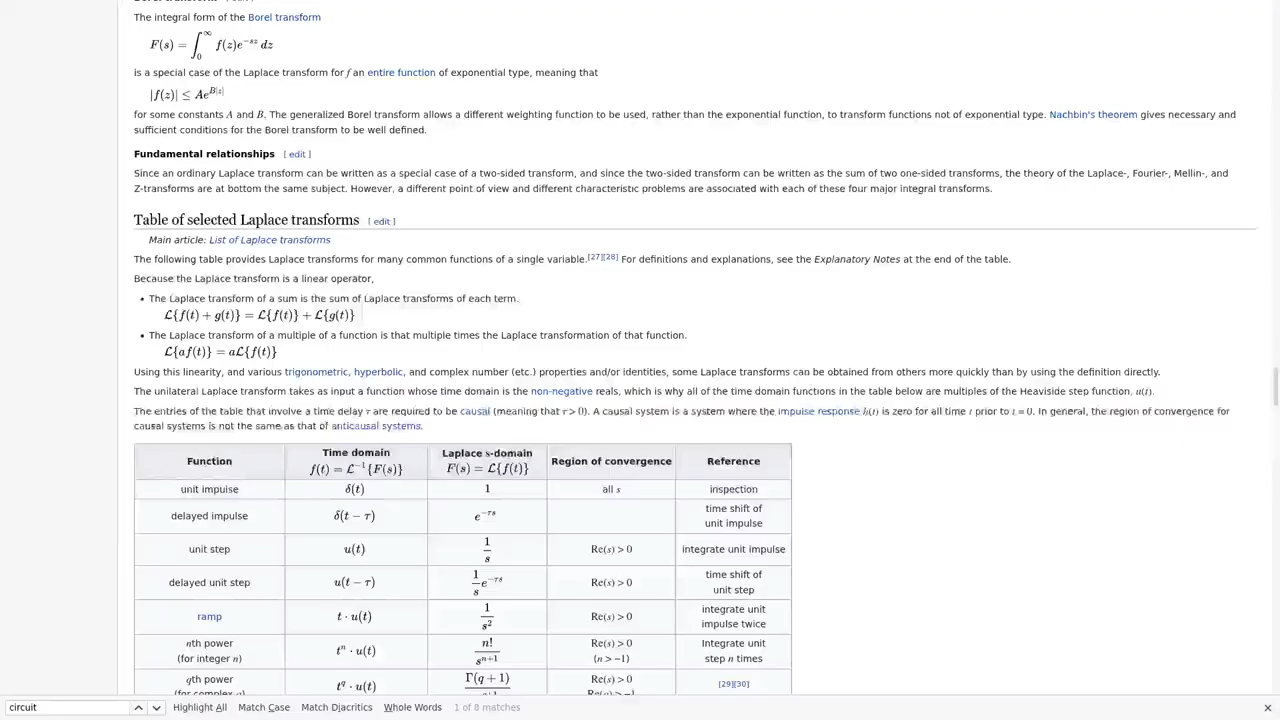 The integral form of the Borel transform
F(s) = ∫₀^∞ f(z)e^{-sz} dz
is a special case of the Laplace transform for f an entire function of exponential type, meaning that
|f(z)| ≤ Ae^{B|z|}
for some constants A and B. The generalized Borel transform allows a different weighting function to be used, rather than the exponential function, to transform functions not of exponential type. Nachbin's theorem gives necessary and
sufficient conditions for the Borel transform to be well defined.
Fundamental relationships [ edit ]
Since an ordinary Laplace transform can be written as a special case of a two-sided transform, and since the two-sided transform can be written as the sum of two one-sided transforms, the theory of the Laplace-, Fourier-, Mellin-, and
Z-transforms are at bottom the same subject. However, a different point of view and different characteristic problems are associated with each of these four major integral transforms.
Table of selected Laplace transforms [ edit ]
Main article: List of Laplace transforms
The following table provides Laplace transforms for many common functions of a single variable.[27][28] For definitions and explanations, see the Explanatory Notes at the end of the table.
Because the Laplace transform is a linear operator,
• The Laplace transform of a sum is the sum of Laplace transforms of each term.
ℒ{f(t) + g(t)} = ℒ{f(t)} + ℒ{g(t)}
• The Laplace transform of a multiple of a function is that multiple times the Laplace transformation of that function.
ℒ{af(t)} = aℒ{f(t)}
Using this linearity, and various trigonometric, hyperbolic, and complex number (etc.) properties and/or identities, some Laplace transforms can be obtained from others more quickly than by using the definition directly.
The unilateral Laplace transform takes as input a function whose time domain is the non-negative reals, which is why all of the time domain functions in the table below are multiples of the Heaviside step function, u(t).
The entries of the table that involve a time delay τ are required to be causal (meaning that τ > 0). A causal system is a system where the impulse response h(t) is zero for all time t prior to t = 0. In general, the region of convergence for
causal systems is not the same as that of anticausal systems.
Function Time domain f(t) = ℒ⁻¹{F(s)} Laplace s-domain F(s) = ℒ{f(t)} Region of convergence Reference
unit impulse δ(t) 1 all s inspection
delayed impulse δ(t − τ) e^{-τs} time shift of unit impulse
unit step u(t) 1/s Re(s) > 0 integrate unit impulse
delayed unit step u(t − τ) 1/s e^{-τs} Re(s) > 0 time shift of unit step
ramp t · u(t) 1/s² Re(s) > 0 integrate unit impulse twice
nth power (for integer n) tⁿ · u(t) n!/s^{n+1} Re(s) > 0 (n > −1) Integrate unit step n times
qth power t^q · u(t) Γ(q + 1) Re(s) > 0 [29][30]
circuit Highlight All Match Case Match Diacritics Whole Words 1 of 8 matches